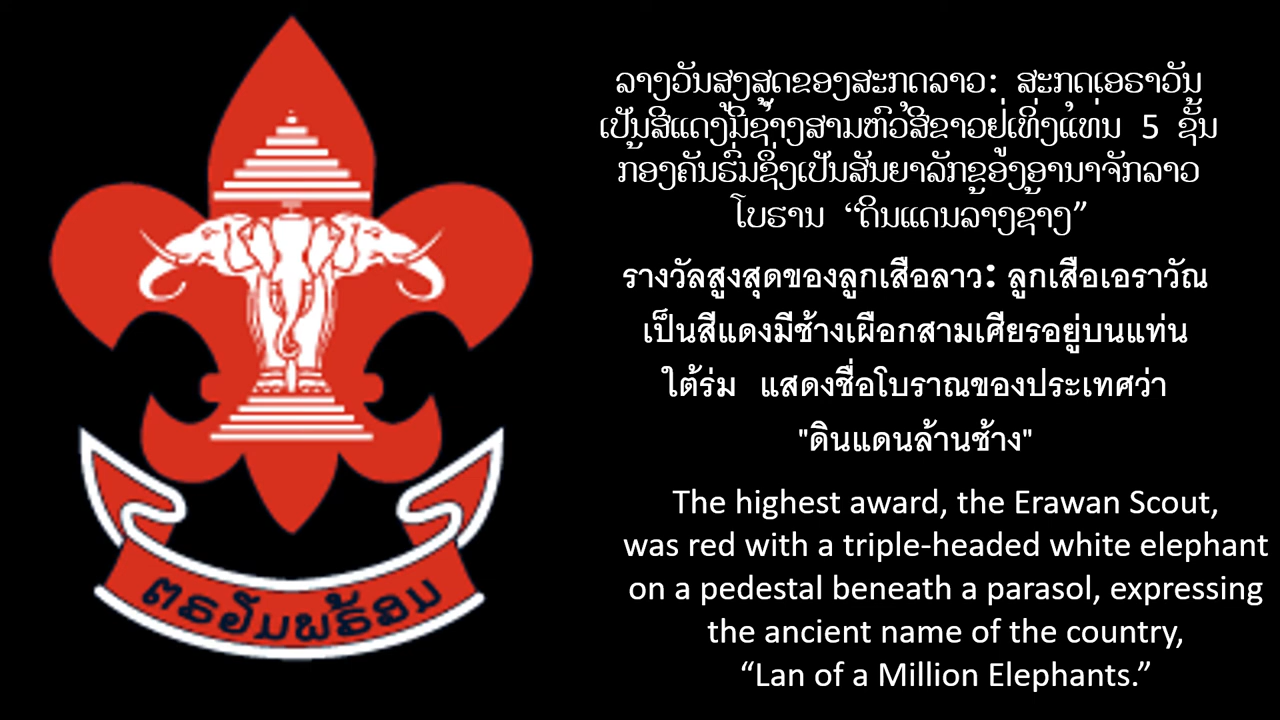 ຕຣຽມພຣ້ອມ
ລາງວັນສູງສຸດຂອງສະກຸດລາວ: ສະກຸດເອຣາວັນ
ເປັນສີແດງມີຊ້າງສາມຫົວສີຂາວຢູ່ເທິງແທ່ນ 5 ຊັ້ນ
ກ້ອງຄັນຮົ່ມຊຶ່ງເປັນສັນຍາລັກຂອງອານາຈັກລາວ
ໂບຮານ “ດິນແດນລ້າງຊ້າງ”
รางวัลสูงสุดของลูกเสือลาว: ลูกเสือเอราวัณ
เป็นสีแดงมีช้างเผือกสามเศียรอยู่บนแท่น
ใต้ร่ม แสดงชื่อโบราณของประเทศว่า
"ดินแดนล้านช้าง"
The highest award, the Erawan Scout,
was red with a triple-headed white elephant
on a pedestal beneath a parasol, expressing
the ancient name of the country,
“Lan of a Million Elephants.”